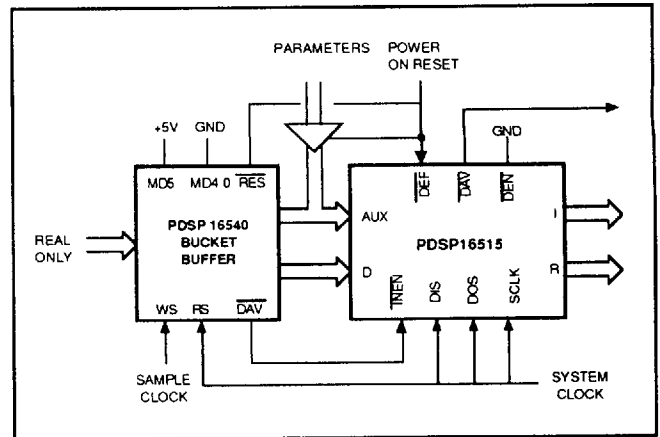 PARAMETERS POWER
ON RESET
+5V GND GND
MD5 MD4 0 RES DEF DAV DEN
AUX I
PDSP 16540
BUCKET
BUFFER
PDSP16515
REAL
ONLY
D R
INEN DIS DOS SCLK
WS RS DAV
SAMPLE
CLOCK
SYSTEM
CLOCK